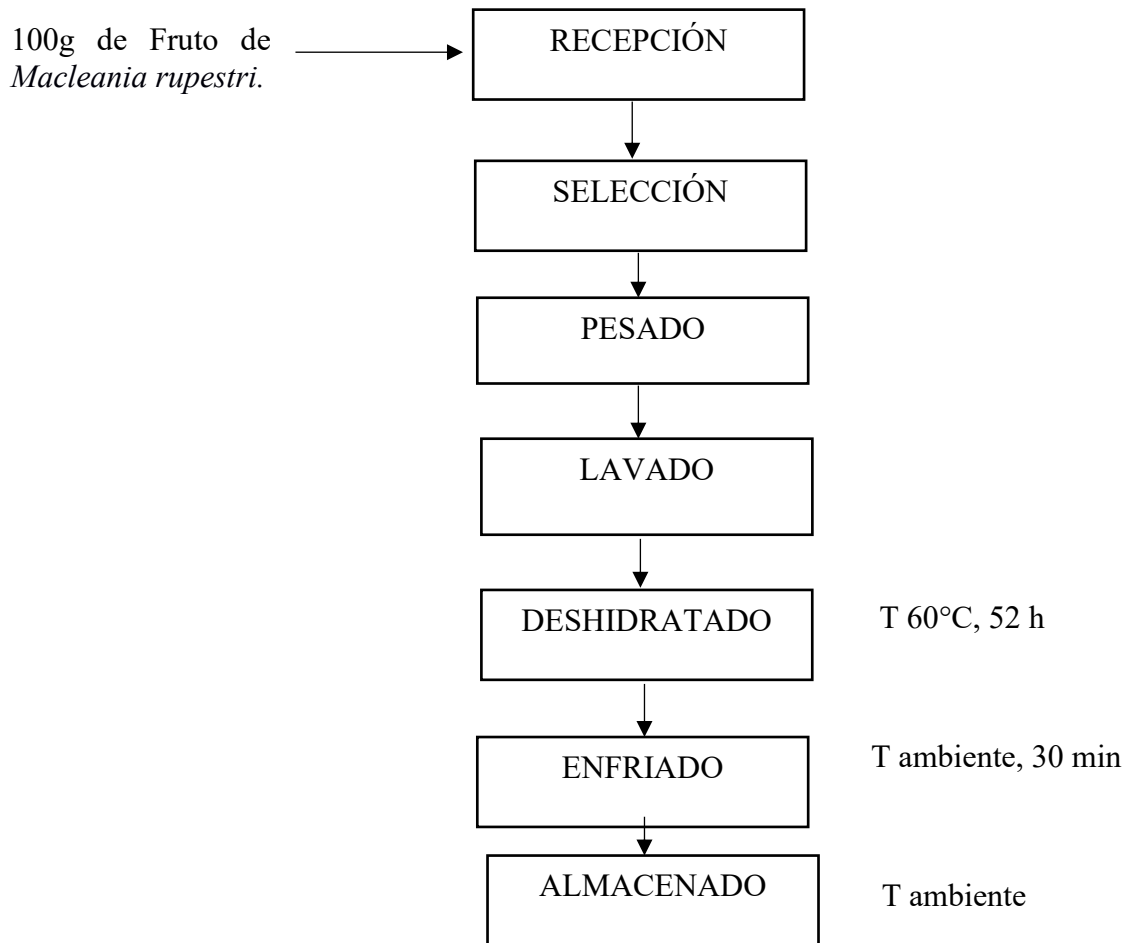 100g de Fruto de
Macleania rupestri.
RECEPCIÓN
SELECCIÓN
PESADO
LAVADO
DESHIDRATADO
T 60°C, 52 h
ENFRIADO
T ambiente, 30 min
ALMACENADO
T ambiente